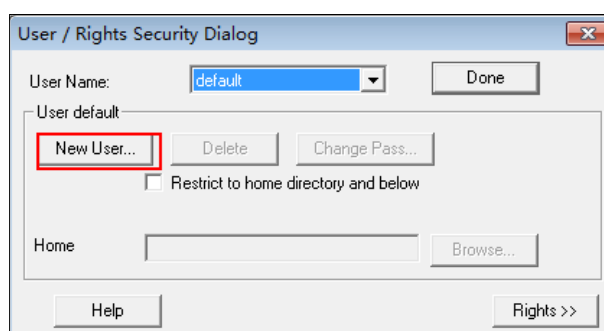 User / Rights Security Dialog
User Name: default Done
User default
New User... Delete Change Pass...
Restrict to home directory and below
Home Browse...
Help Rights >>